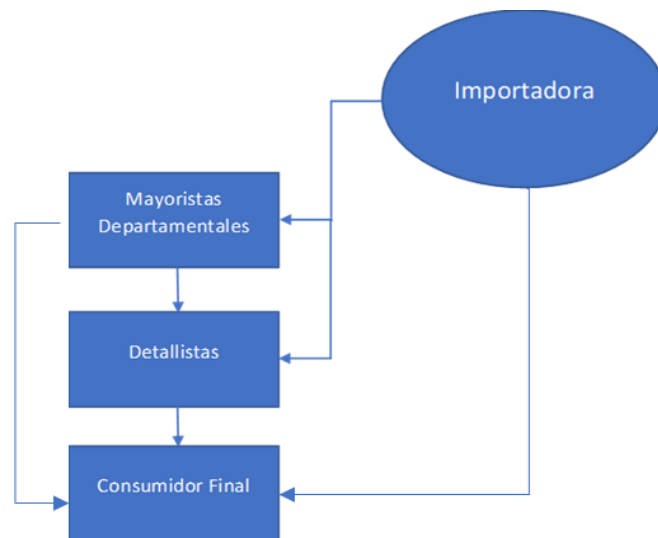 Importadora
Mayoristas
Departamentales
Detallistas
Consumidor Final